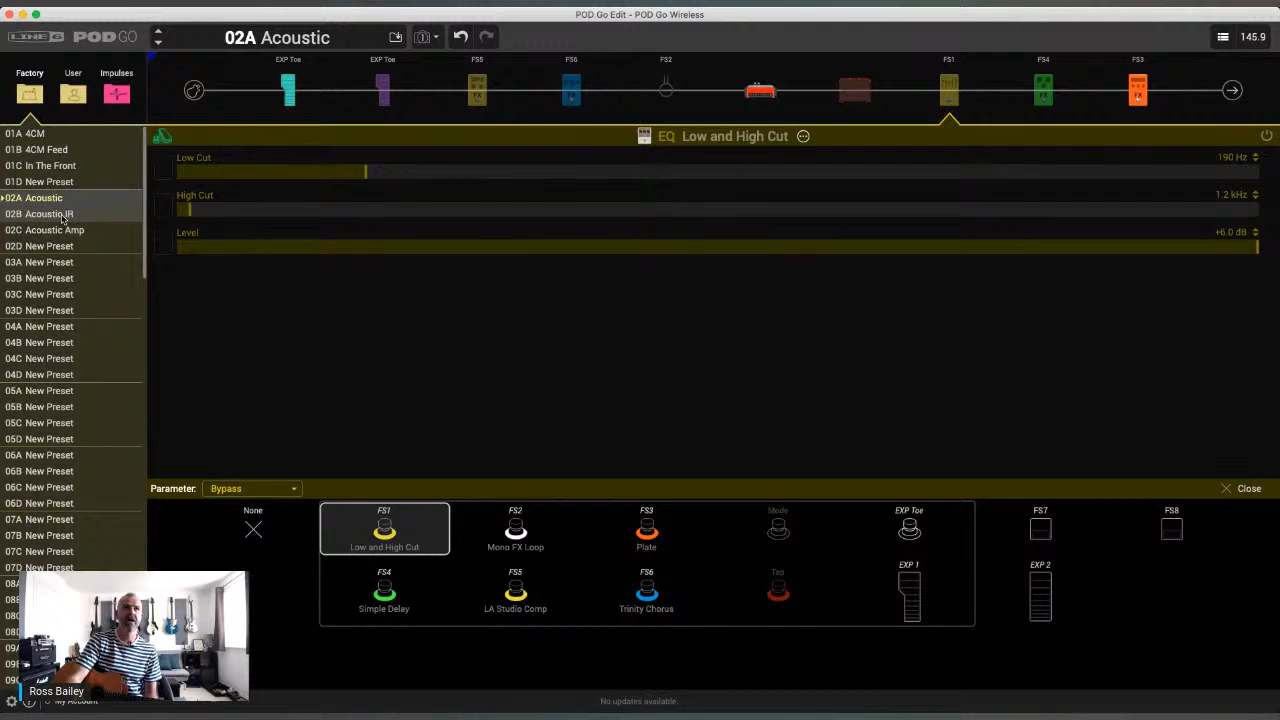 POD Go Edit - POD Go Wireless
LINE 6 POD GO
02A Acoustic
145.9
Factory User Impulses
EXP Toe EXP Toe FS5 FS6 FS2 FS1 FS4 FS3
FX FX FX FX
01A 4CM
01B 4CM Feed
01C In The Front
01D New Preset
02A Acoustic
02B Acoustic IR
02C Acoustic Amp
02D New Preset
03A New Preset
03B New Preset
03C New Preset
03D New Preset
04A New Preset
04B New Preset
04C New Preset
04D New Preset
05A New Preset
05B New Preset
05C New Preset
05D New Preset
06A New Preset
06B New Preset
06C New Preset
06D New Preset
07A New Preset
07B New Preset
07C New Preset
07D New Preset
EQ Low and High Cut
Low Cut 190 Hz
High Cut 1.2 kHz
Level +6.0 dB
Parameter: Bypass Close
None FS1 FS2 FS3 Mode EXP Toe FS7 FS8
Low and High Cut Mono FX Loop Plate
FS4 FS5 FS6 Tap EXP 1 EXP 2
Simple Delay LA Studio Comp Trinity Chorus
Ross Bailey
My Account
No updates available.